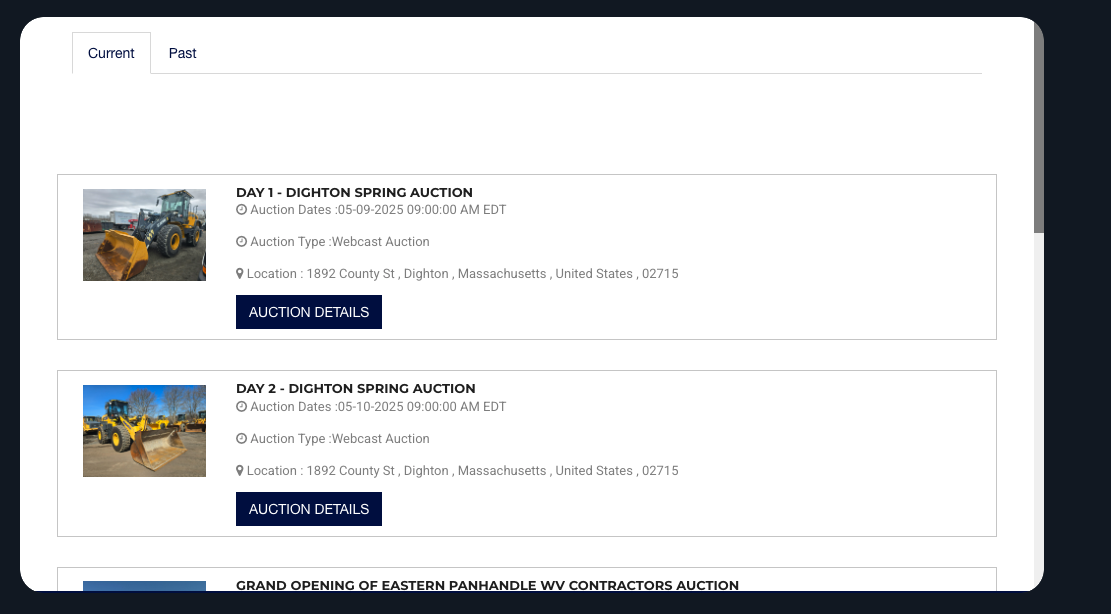 Current
Past
DAY 1 - DIGHTON SPRING AUCTION
Auction Dates :05-09-2025 09:00:00 AM EDT
Auction Type :Webcast Auction
Location : 1892 County St , Dighton , Massachusetts , United States , 02715
AUCTION DETAILS
DAY 2 - DIGHTON SPRING AUCTION
Auction Dates :05-10-2025 09:00:00 AM EDT
Auction Type :Webcast Auction
Location : 1892 County St , Dighton , Massachusetts , United States , 02715
AUCTION DETAILS
GRAND OPENING OF EASTERN PANHANDLE WV CONTRACTORS AUCTION